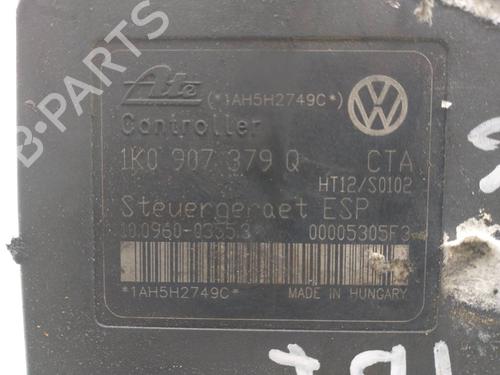 Ate (*1AH5H2749C*)
Controller
1K0 907 379 Q CTA
HT12/S0102
Steuergeraet ESP
10.0960-0355.3 00005305F3
*1AH5H2749C* MADE IN HUNGARY
B-PARTS